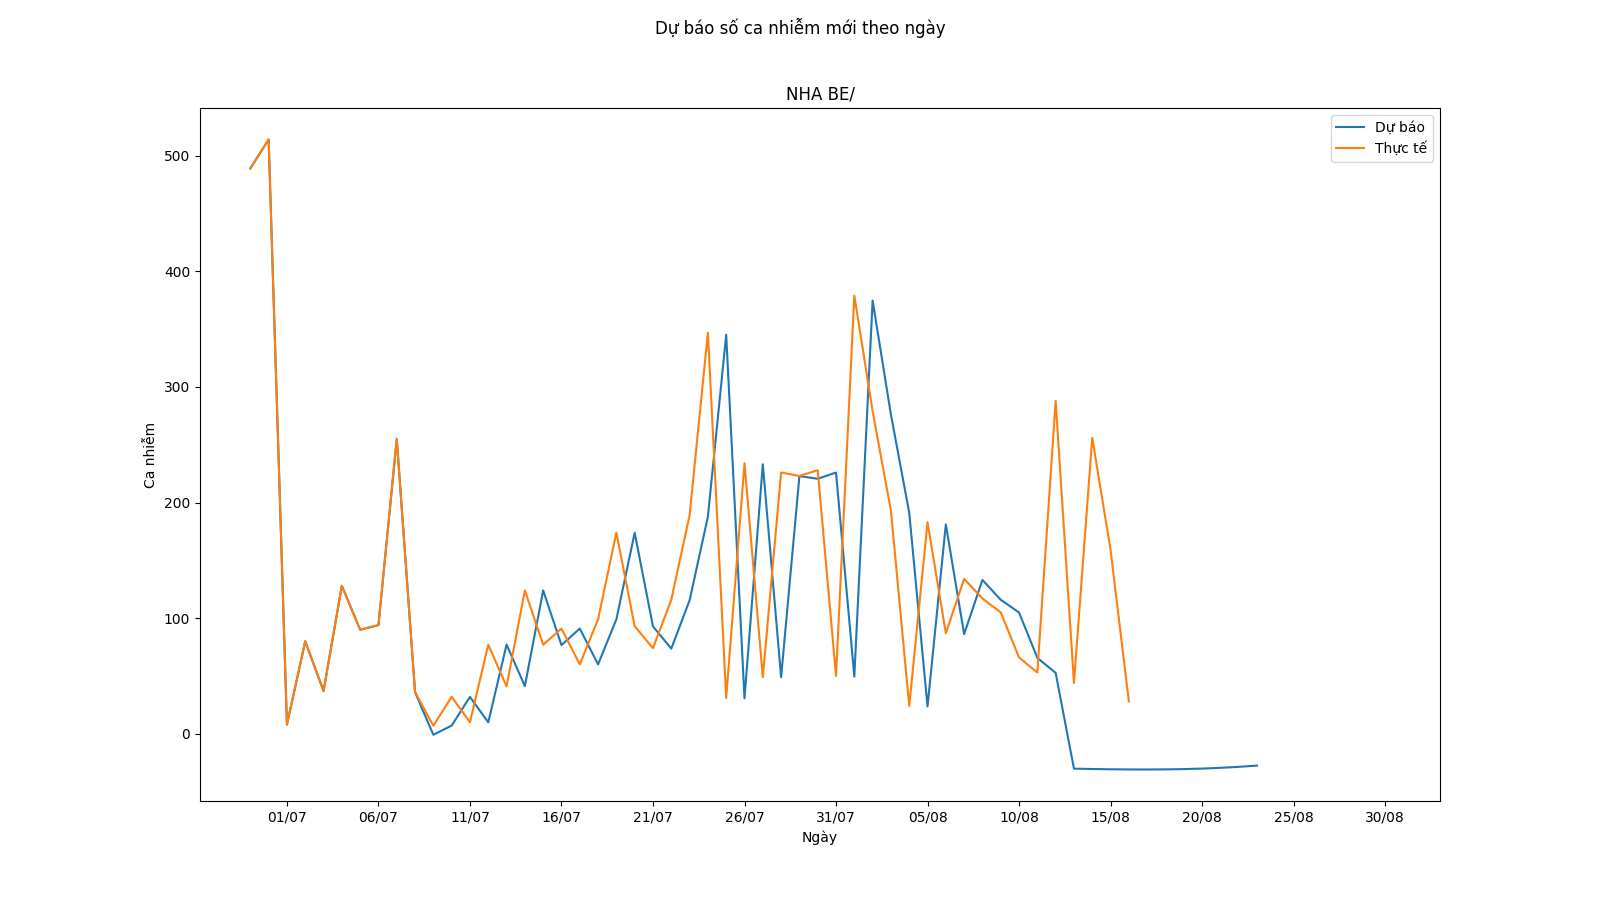 Dự báo số ca nhiễm mới theo ngày
NHA BE/
Dự báo
Thực tế
500
400
300
200
100
0
Ca nhiễm
01/07 06/07 11/07 16/07 21/07 26/07 31/07 05/08 10/08 15/08 20/08 25/08 30/08
Ngày